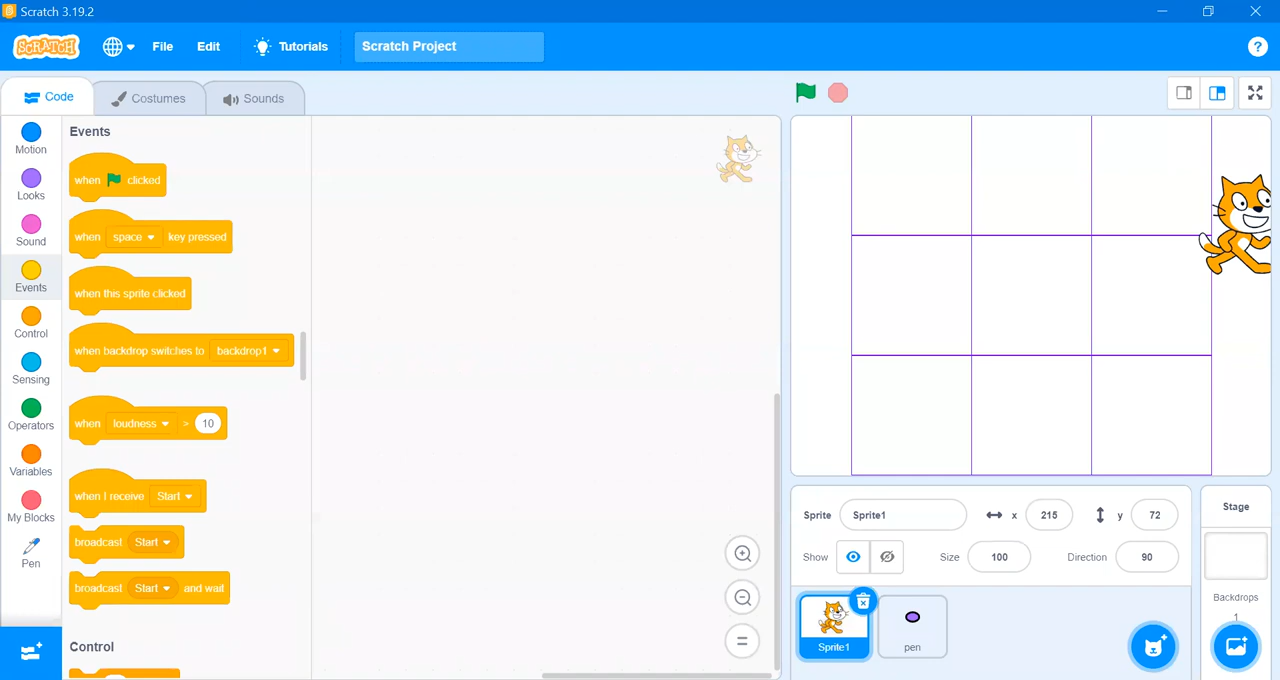 Scratch 3.19.2
SCRATCH File Edit Tutorials Scratch Project ?
Code Costumes Sounds
Motion
Looks
Sound
Events
Control
Sensing
Operators
Variables
My Blocks
Pen
Events
when clicked
when space key pressed
when this sprite clicked
when backdrop switches to backdrop1
when loudness > 10
when I receive Start
broadcast Start
broadcast Start and wait
Control
Sprite Sprite1 x 215 y 72
Show Size 100 Direction 90
Sprite1
pen
Stage
Backdrops
1